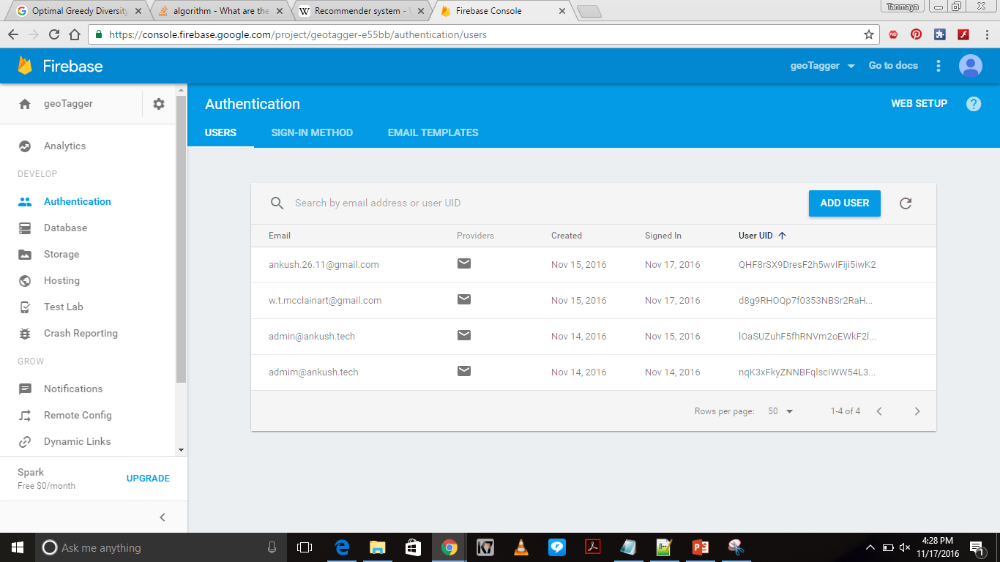 Optimal Greedy Diversity
algorithm - What are the
Recommender system -
Firebase Console
Tanmaya
https://console.firebase.google.com/project/geotagger-e55bb/authentication/users
Firebase
geoTagger
Go to docs
geoTagger
Authentication
WEB SETUP
?
USERS
SIGN-IN METHOD
EMAIL TEMPLATES
Analytics
DEVELOP
Authentication
Database
Storage
Hosting
Test Lab
Crash Reporting
GROW
Notifications
Remote Config
Dynamic Links
Spark
Free $0/month
UPGRADE
Search by email address or user UID
ADD USER
Email Providers Created Signed In User UID
ankush.26.11@gmail.com Nov 15, 2016 Nov 17, 2016 QHF8rSX9DresF2h5wvIFiji5iwK2
w.t.mcclainart@gmail.com Nov 15, 2016 Nov 17, 2016 d8g9RHOQp7f0353NBSr2RaH...
admin@ankush.tech Nov 14, 2016 Nov 15, 2016 lOaSUZuhF5fhRNVm2oEWkF2l...
admim@ankush.tech Nov 14, 2016 Nov 14, 2016 nqK3xFkyZNNBFqlscIWW54L3...
Rows per page: 50 1-4 of 4
Ask me anything
4:28 PM
11/17/2016
1